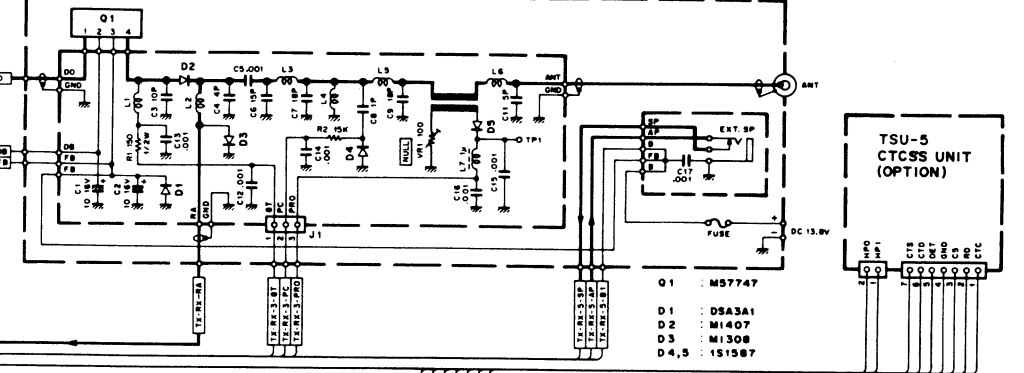 Q1
1 2 3 4
DO
GND
D2
C5 .001
L3
L5
L6
ANT
GND
ANT
L1
C3 10P
L2
C4 4P
C6 15P
C7 18P
L4
C8 1P
C9 18P
C11 5P
R1 150
1/2W
C13
.001
D3
R2 15K
C14
.001
D4
NULL
VR1 100
D5
TP1
L7 1μ
C15 .001
C16
.001
DB
FB
FB
DB
C1
10 16V
+
C2
10 16V
+
D1
C12 .001
RA
GND
BT
PC
PRO
1 2 3
J1
SP
AP
B
FB
B
EXT. SP
C17
.001
FUSE
+
-
DC 13.8V
TX-RX-RA
TX-RX-3-BT
TX-RX-3-PC
TX-RX-3-PRO
TX-RX-5-SP
TX-RX-5-AP
TX-RX-5-B1
Q1 : M57747
D1 : DSA3A1
D2 : MI407
D3 : MI308
D4,5 : 1S1587
TSU-5
CTCSS UNIT
(OPTION)
HPO
HPI
CTS
CTD
DET
GND
CS
RD
CTC
2 1
7 6 5 4 3 2 1